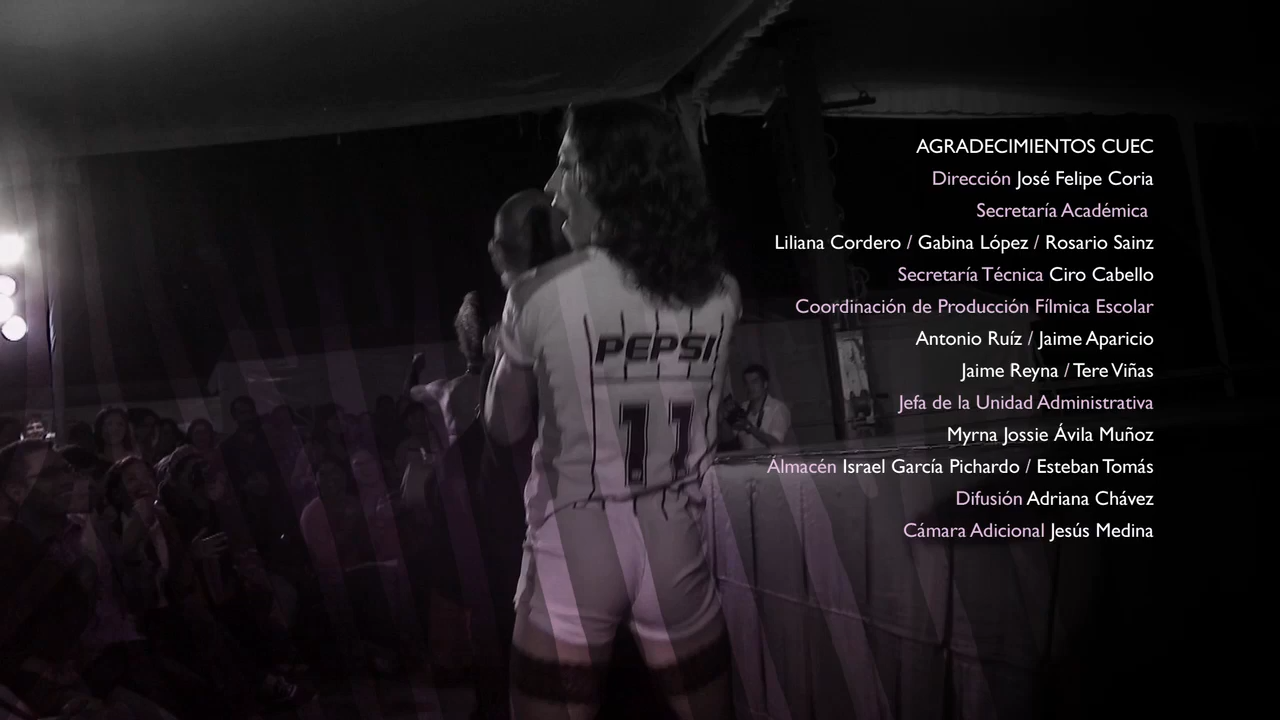 AGRADECIMIENTOS CUEC
Dirección José Felipe Coria
Secretaría Académica
Liliana Cordero / Gabina López / Rosario Sainz
Secretaría Técnica Ciro Cabello
Coordinación de Producción Fílmica Escolar
Antonio Ruíz / Jaime Aparicio
Jaime Reyna / Tere Viñas
Jefa de la Unidad Administrativa
Myrna Jossie Ávila Muñoz
Almacén Israel García Pichardo / Esteban Tomás
Difusión Adriana Chávez
Cámara Adicional Jesús Medina
PEPSI
11